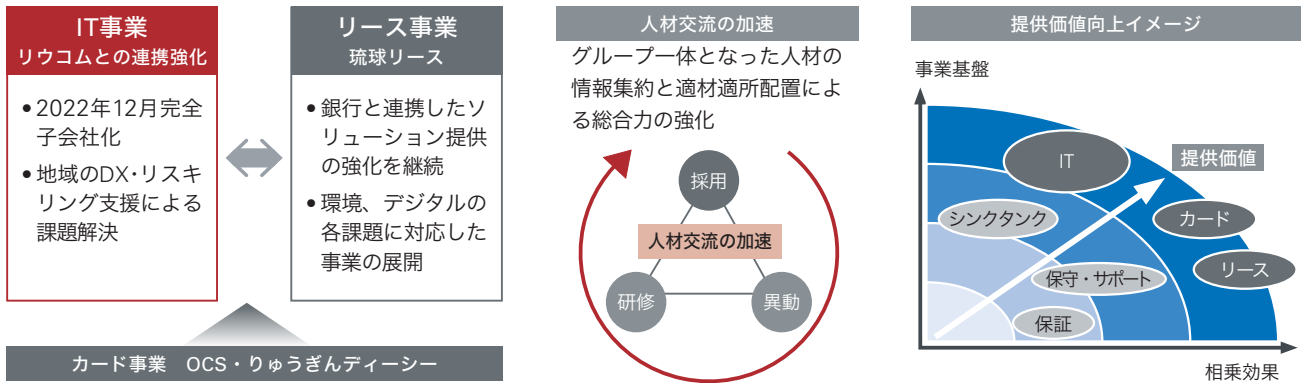 IT事業
リウコムとの連携強化
• 2022年12月完全
子会社化
• 地域のDX・リスキ
リング支援による
課題解決
リース事業
琉球リース
• 銀行と連携したソ
リューション提供
の強化を継続
• 環境、デジタルの
各課題に対応した
事業の展開
カード事業　OCS・りゅうぎんディーシー
人材交流の加速
グループ一体となった人材の
情報集約と適材適所配置によ
る総合力の強化
採用
人材交流の加速
研修
異動
提供価値向上イメージ
事業基盤
IT
提供価値
シンクタンク
カード
リース
保守・サポート
保証
相乗効果